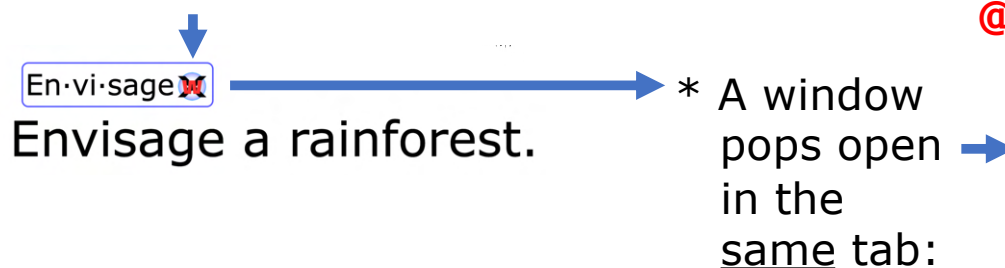 @
En·vi·sage W
Envisage a rainforest.
* A window
pops open
in the
same tab: